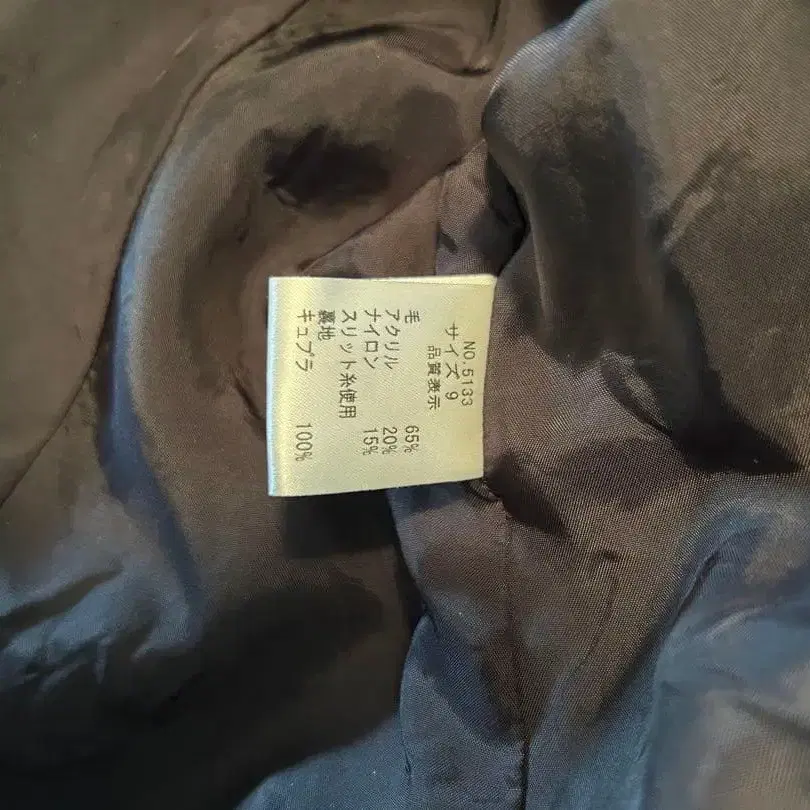 NO.5133
サイズ 9
品質表示
毛 65%
アクリル 20%
ナイロン 15%
スリット糸使用
裏地
キュプラ 100%